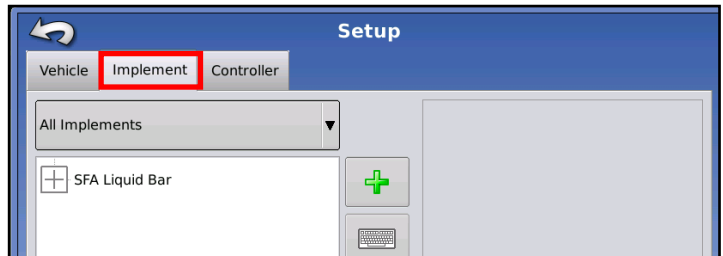 Setup
Vehicle Implement Controller
All Implements
SFA Liquid Bar